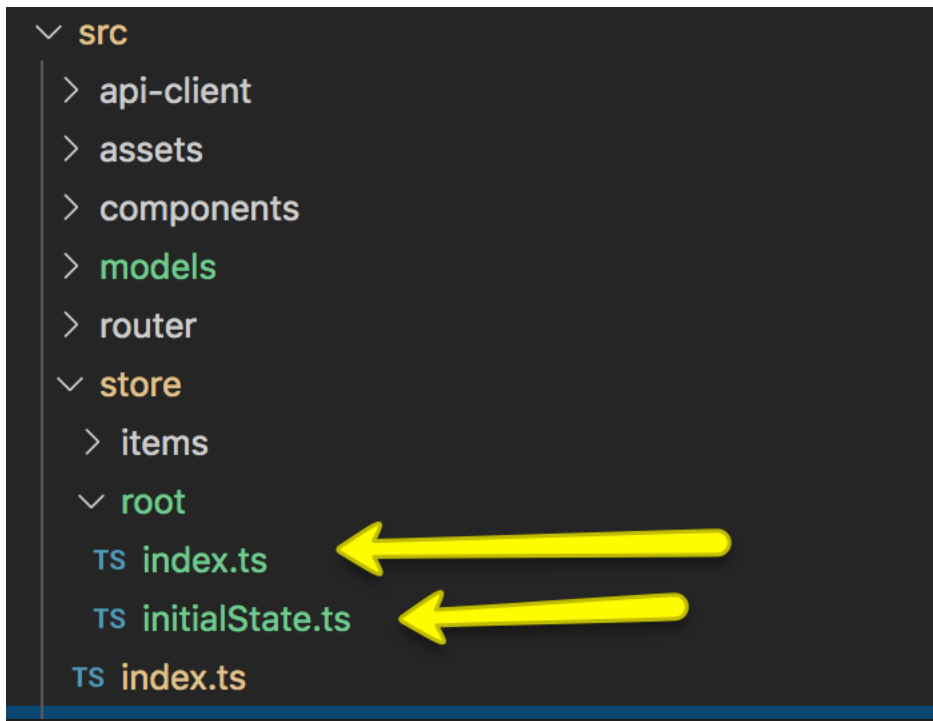 src
api-client
assets
components
models
router
store
items
root
TS index.ts
TS initialState.ts
TS index.ts